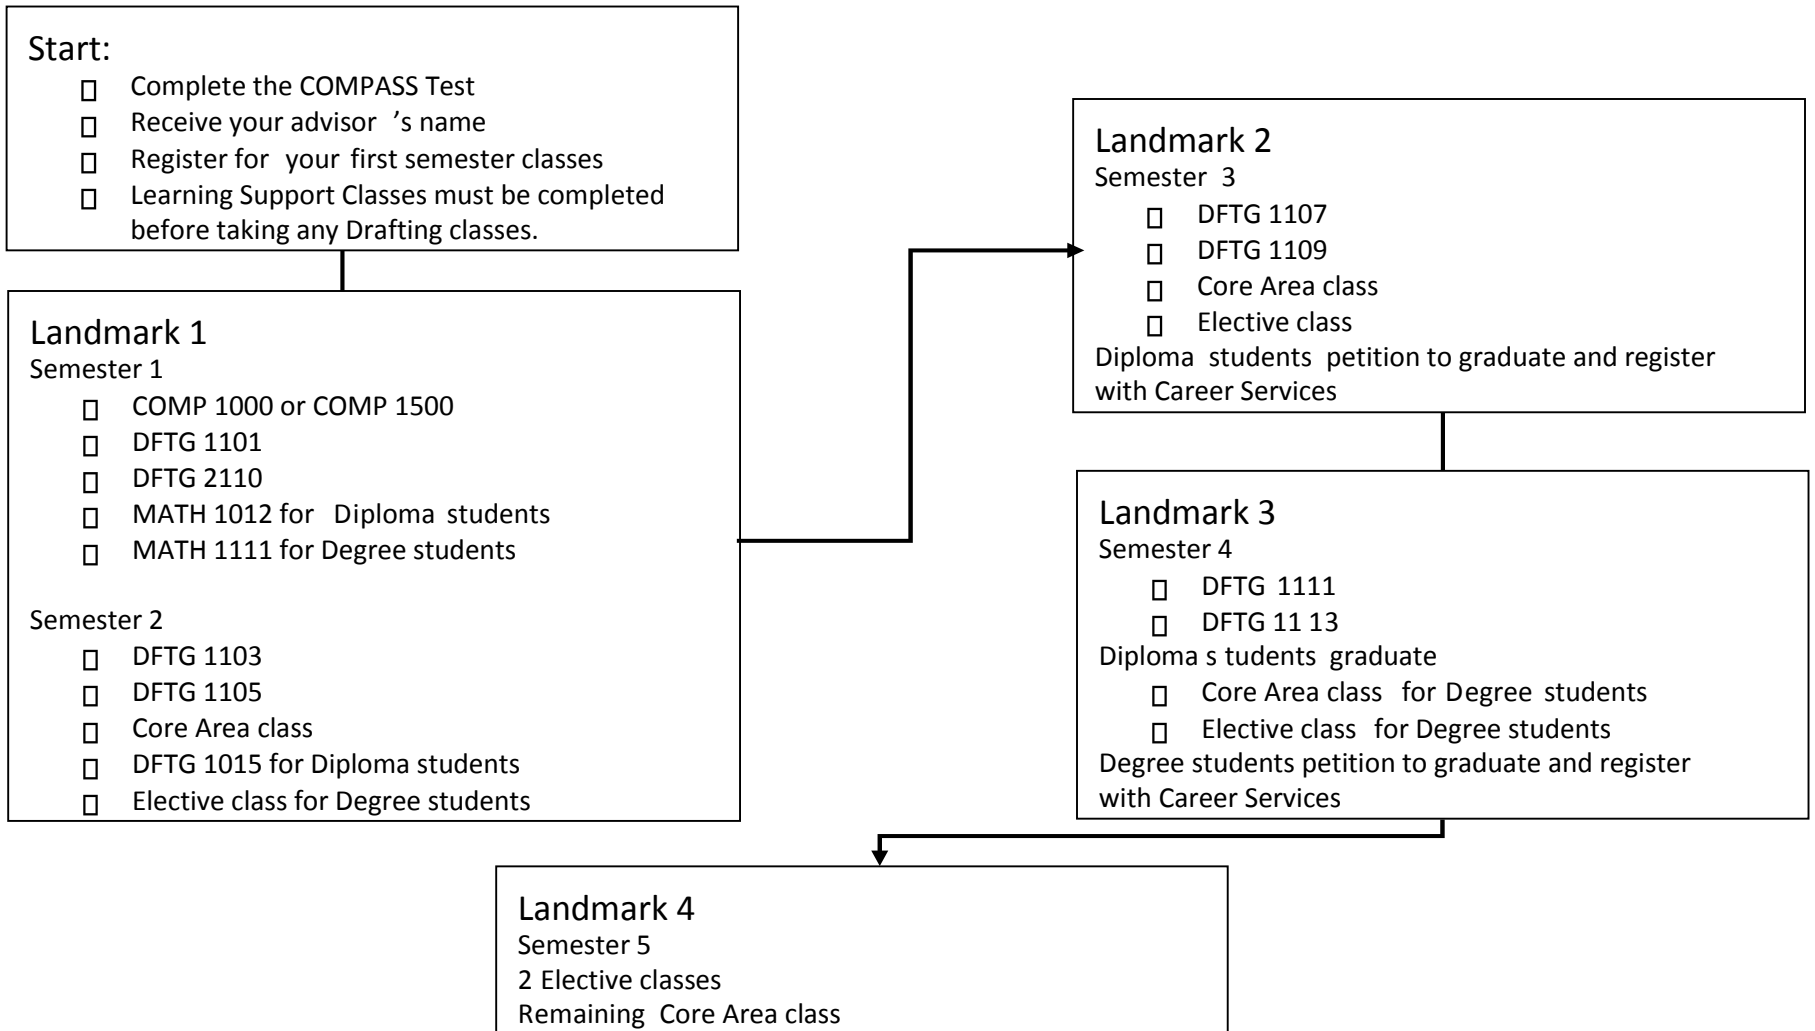 Start:
Complete the COMPASS Test
Receive your advisor 's name
Register for your first semester classes
Learning Support Classes must be completed
before taking any Drafting classes.
Landmark 1
Semester 1
COMP 1000 or COMP 1500
DFTG 1101
DFTG 2110
MATH 1012 for Diploma students
MATH 1111 for Degree students
Semester 2
DFTG 1103
DFTG 1105
Core Area class
DFTG 1015 for Diploma students
Elective class for Degree students
Landmark 2
Semester 3
DFTG 1107
DFTG 1109
Core Area class
Elective class
Diploma students petition to graduate and register
with Career Services
Landmark 3
Semester 4
DFTG 1111
DFTG 11 13
Diploma s tudents graduate
Core Area class for Degree students
Elective class for Degree students
Degree students petition to graduate and register
with Career Services
Landmark 4
Semester 5
2 Elective classes
Remaining Core Area class